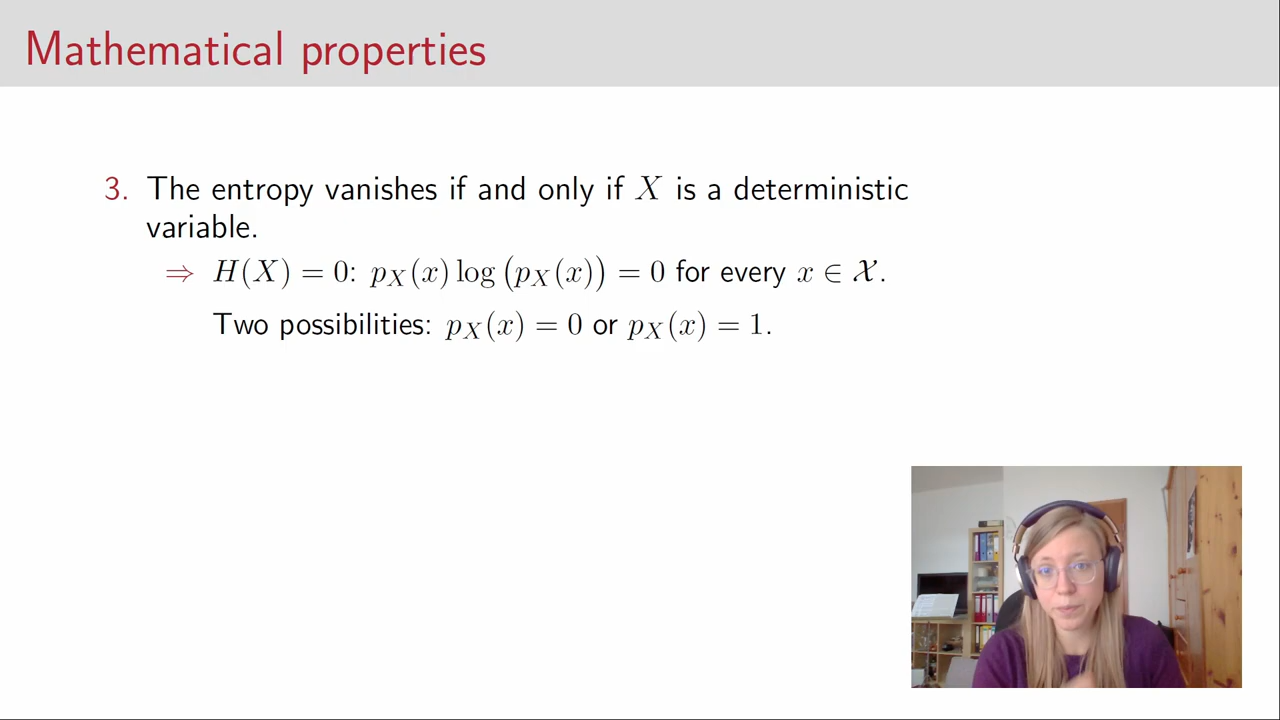 Mathematical properties
3. The entropy vanishes if and only if X is a deterministic
variable.
⇒ H(X) = 0: p_X(x) log (p_X(x)) = 0 for every x ∈ 𝒳.
Two possibilities: p_X(x) = 0 or p_X(x) = 1.